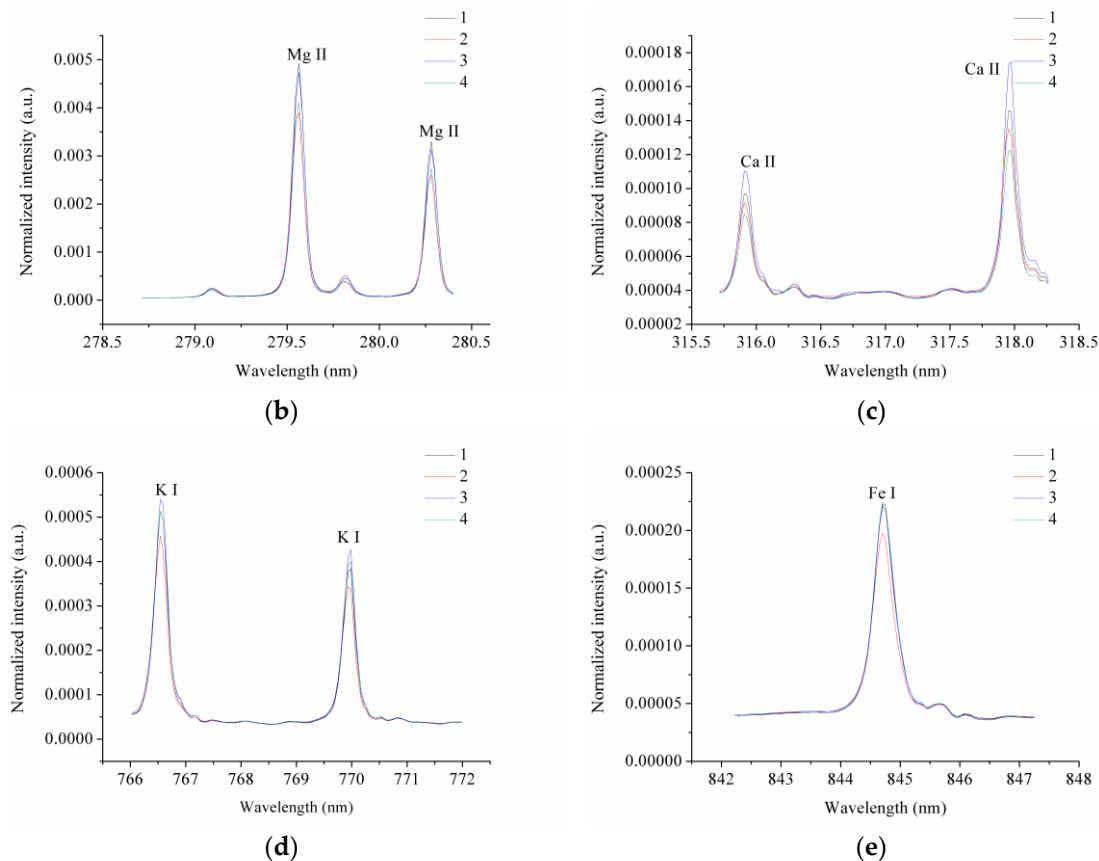 1
2
3
4
Mg II
Mg II
0.005
0.004
0.003
0.002
0.001
0.000
Normalized intensity (a.u.)
278.5 279.0 279.5 280.0 280.5
Wavelength (nm)
(b)
1
2
3
4
Ca II
Ca II
0.00018
0.00016
0.00014
0.00012
0.00010
0.00008
0.00006
0.00004
0.00002
Normalized intensity (a.u.)
315.5 316.0 316.5 317.0 317.5 318.0 318.5
Wavelength (nm)
(c)
1
2
3
4
K I
K I
0.0006
0.0005
0.0004
0.0003
0.0002
0.0001
0.0000
Normalized intensity (a.u.)
766 767 768 769 770 771 772
Wavelength (nm)
(d)
1
2
3
4
Fe I
0.00025
0.00020
0.00015
0.00010
0.00005
0.00000
Normalized intensity (a.u.)
842 843 844 845 846 847 848
Wavelength (nm)
(e)